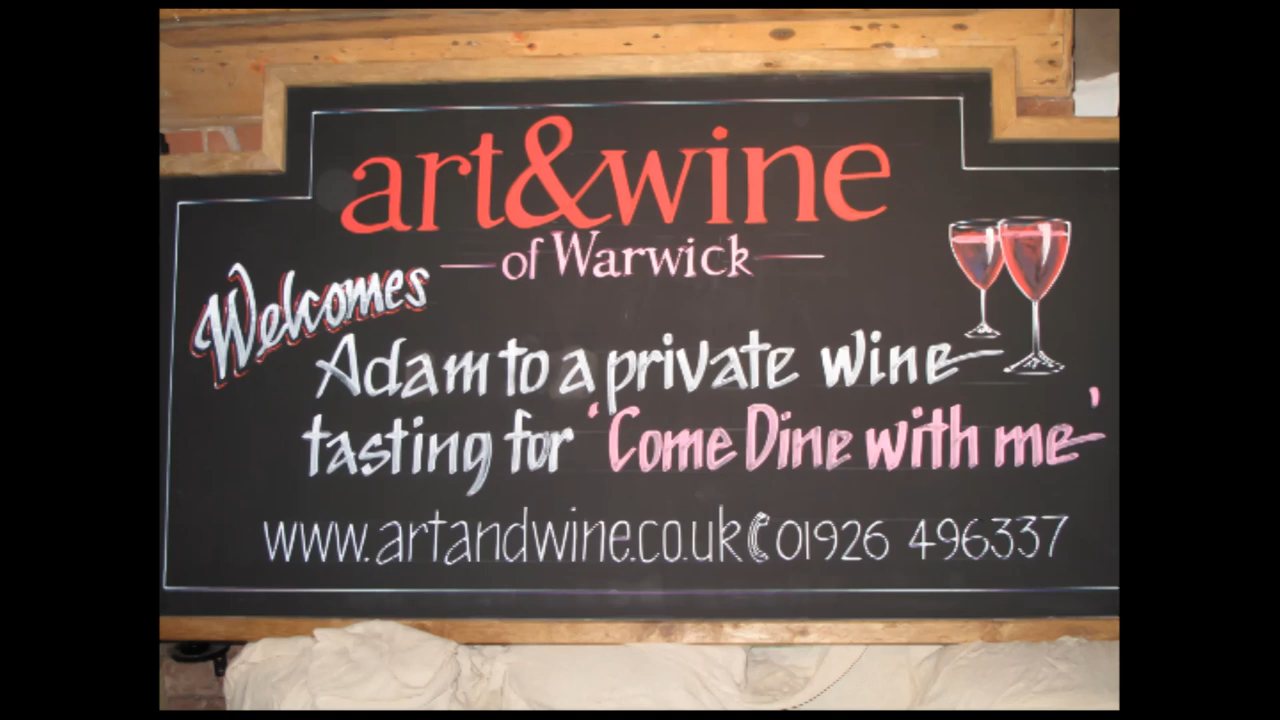 art&wine
of Warwick
Welcomes
Adam to a private wine
tasting for 'Come Dine with me'
www.artandwine.co.uk 01926 496337